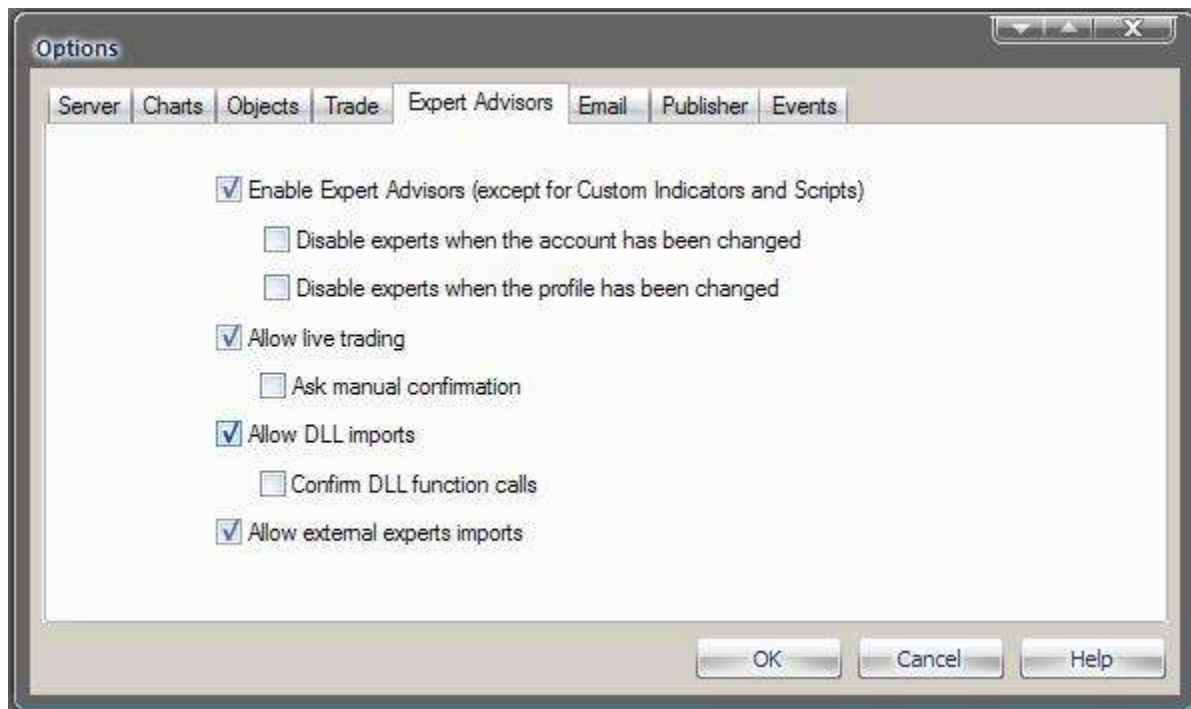 Options
Server Charts Objects Trade Expert Advisors Email Publisher Events
Enable Expert Advisors (except for Custom Indicators and Scripts)
Disable experts when the account has been changed
Disable experts when the profile has been changed
Allow live trading
Ask manual confirmation
Allow DLL imports
Confirm DLL function calls
Allow external experts imports
OK Cancel Help